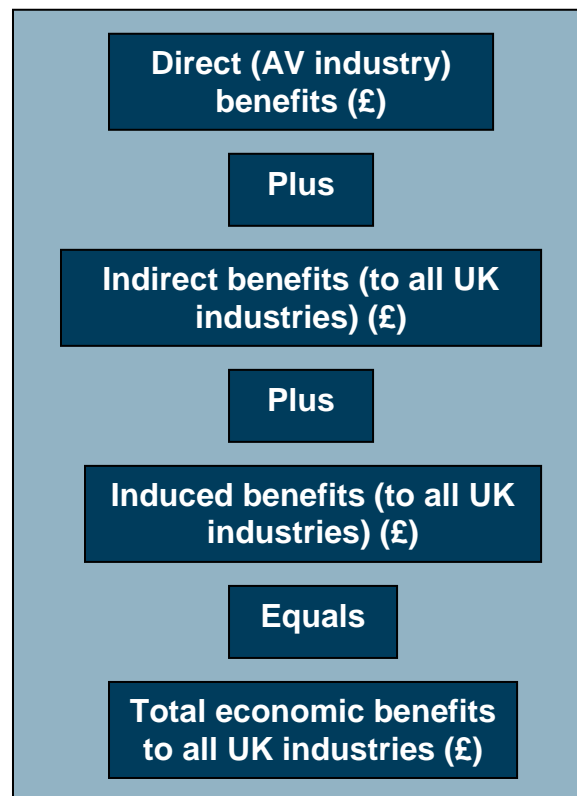 Direct (AV industry)
benefits (£)
Plus
Indirect benefits (to all UK
industries) (£)
Plus
Induced benefits (to all UK
industries) (£)
Equals
Total economic benefits
to all UK industries (£)